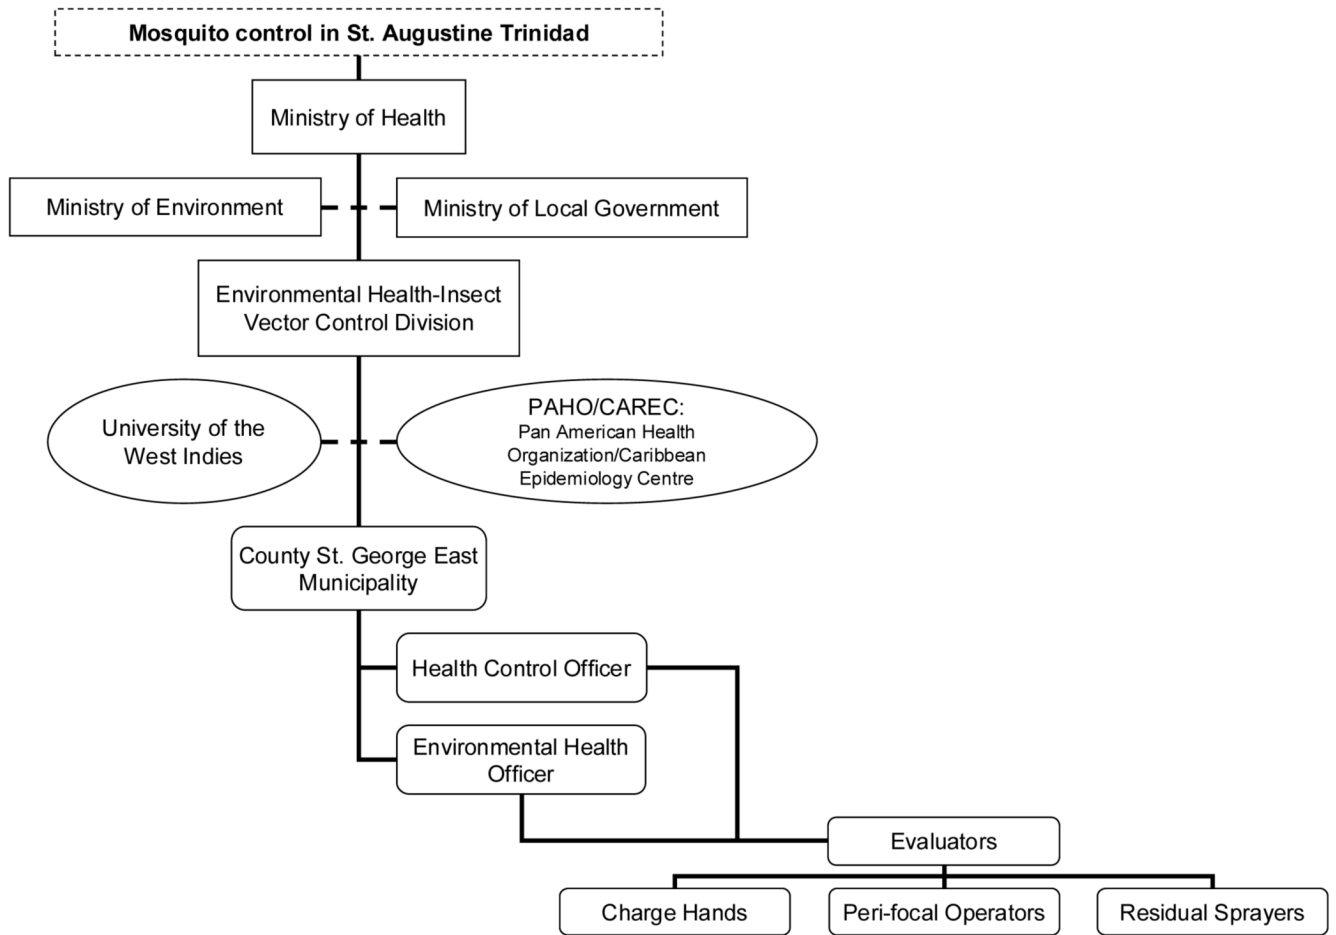 Mosquito control in St. Augustine Trinidad
Ministry of Health
Ministry of Environment
Ministry of Local Government
Environmental Health-Insect
Vector Control Division
University of the
West Indies
PAHO/CAREC:
Pan American Health
Organization/Caribbean
Epidemiology Centre
County St. George East
Municipality
Health Control Officer
Environmental Health
Officer
Evaluators
Charge Hands
Peri-focal Operators
Residual Sprayers